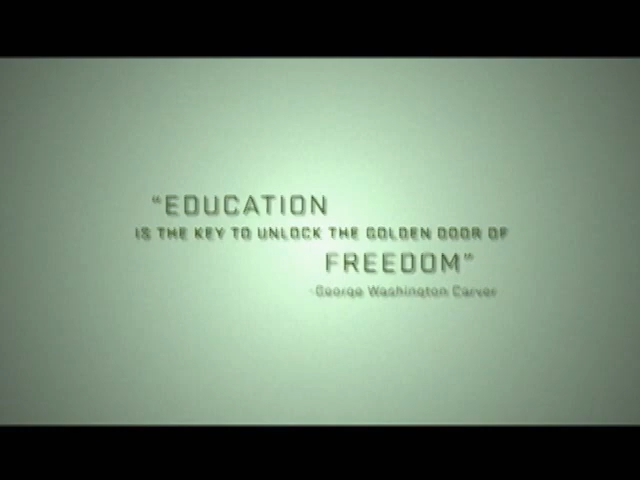 “EDUCATION
IS THE KEY TO UNLOCK THE GOLDEN DOOR OF
FREEDOM”
-George Washington Carver